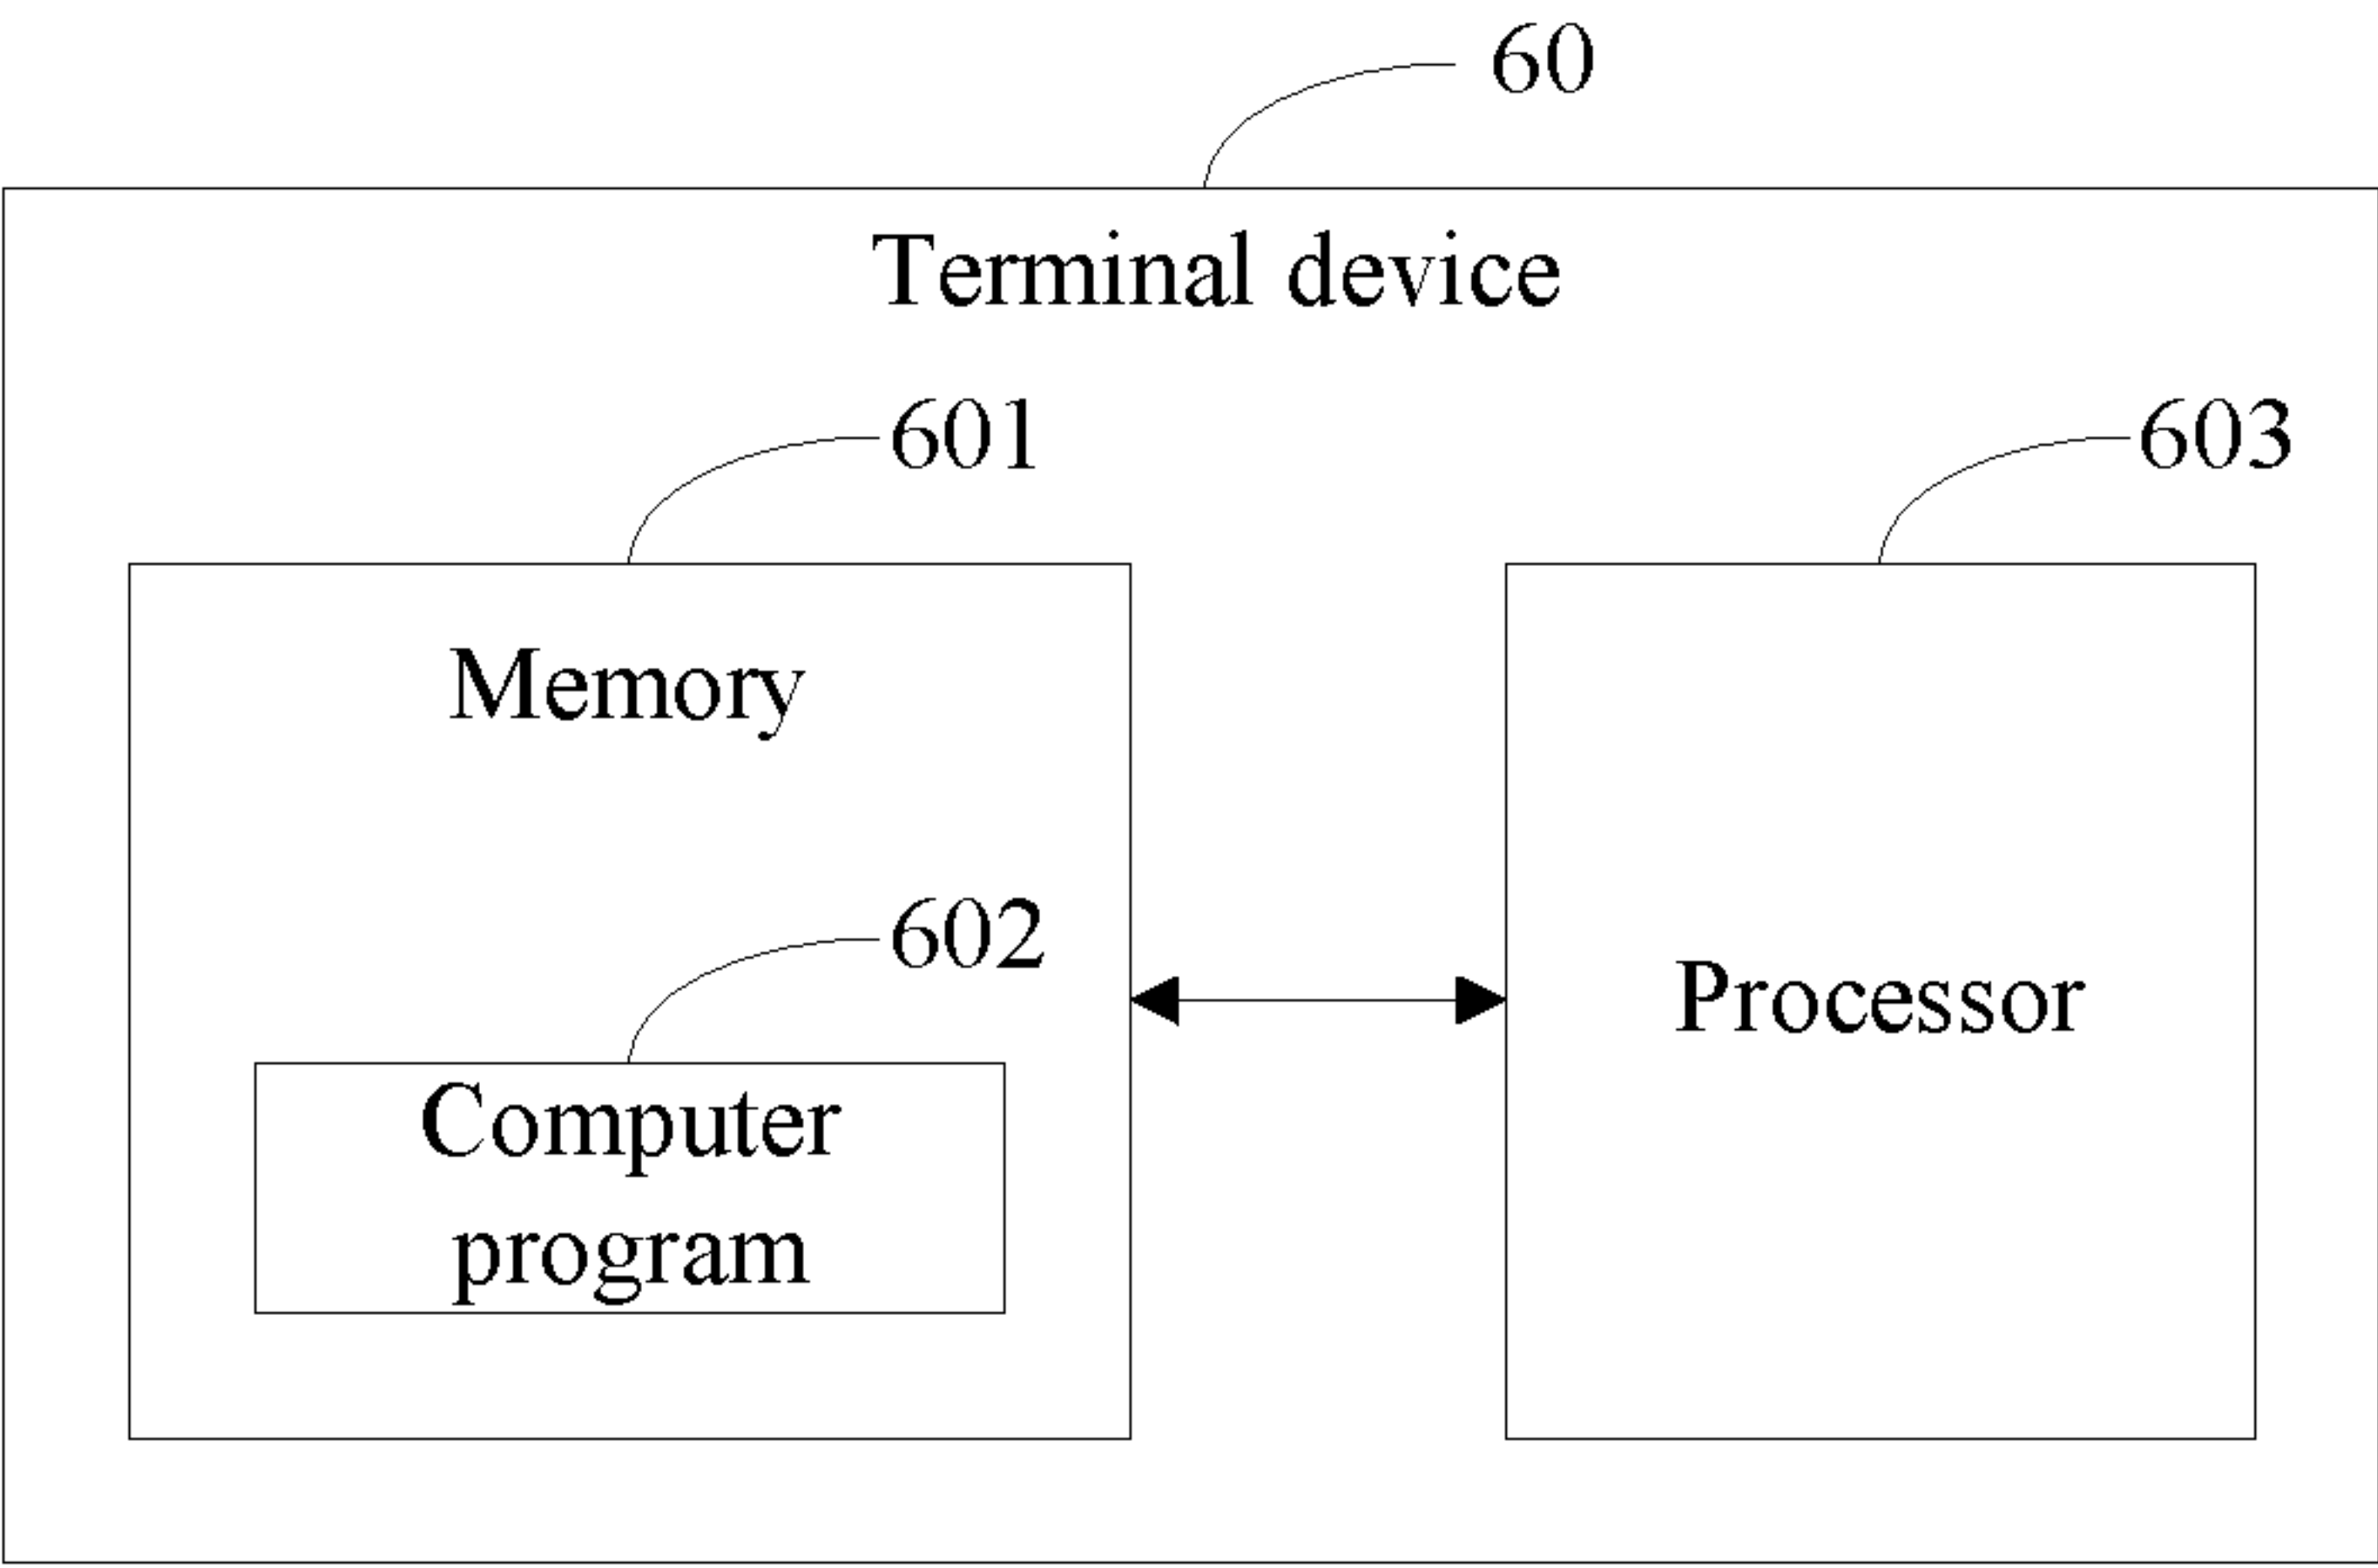 60
Terminal device
601
603
Memory
602
Processor
Computer
program